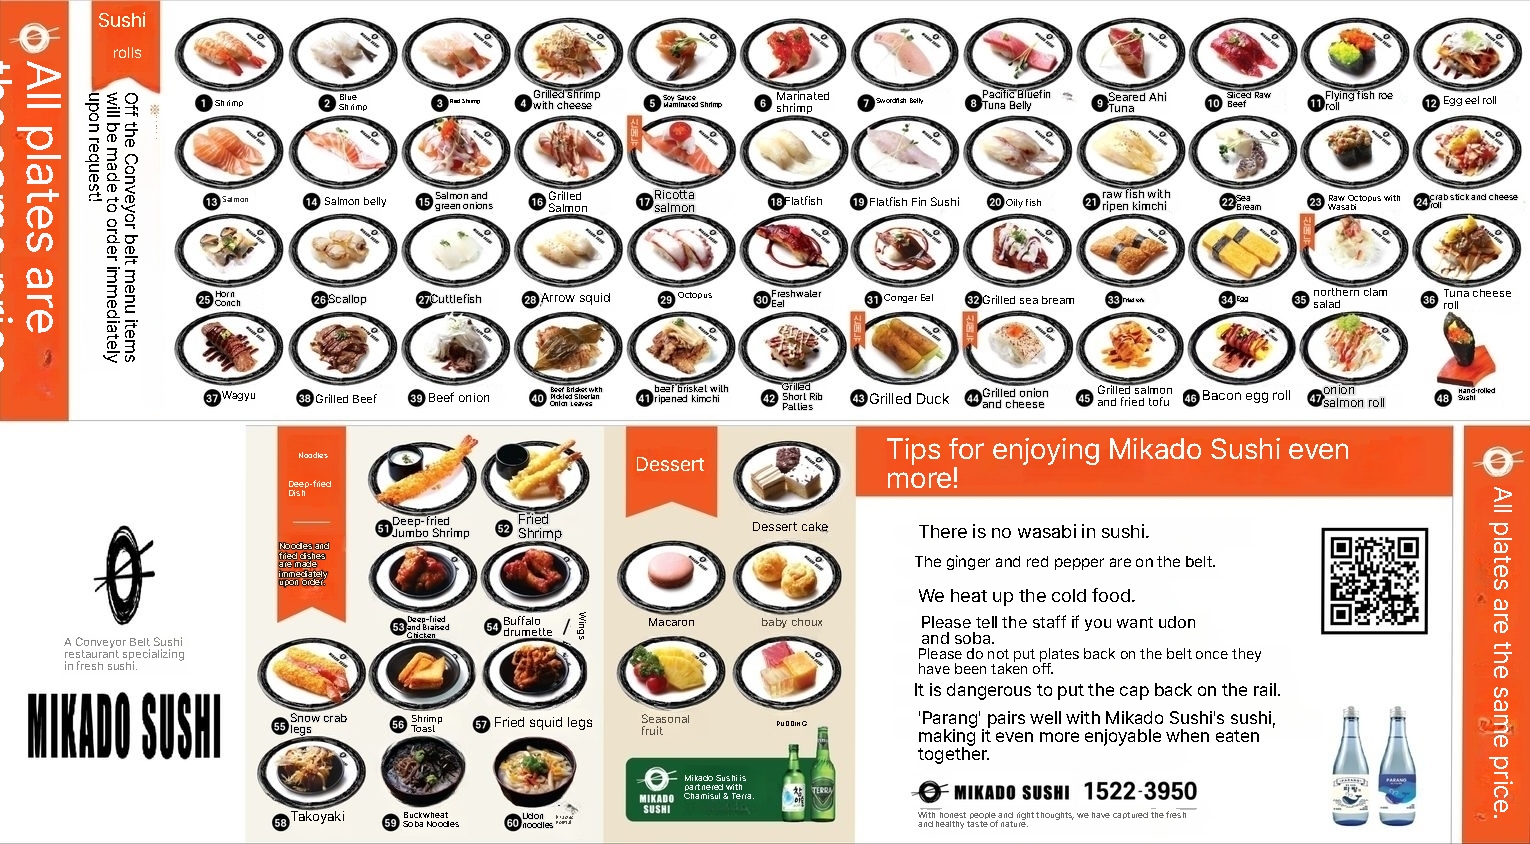 All plates are
Sushi
rolls
Off the Conveyor belt menu items
will be made to order immediately
upon request!
1 Shrimp
2 Blue
Shrimp
3 Red Shrimp
4 Grilled shrimp
with cheese
5 Soy Sauce
Marinated Shrimp
6 Marinated
shrimp
7 Swordfish Belly
8 Pacific Bluefin
Tuna Belly
9 Seared Ahi
Tuna
10 Sliced Raw
Beef
11 Flying fish roe
roll
12 Egg eel roll
13 Salmon
14 Salmon belly
15 Salmon and
green onions
16 Grilled
Salmon
17 Ricotta
salmon
18 Flatfish
19 Flatfish Fin Sushi
20 Oily fish
21 raw fish with
ripen kimchi
22 Sea
Bream
23 Raw Octopus with
Wasabi
24 crab stick and cheese
roll
25 Horn
Conch
26 Scallop
27 Cuttlefish
28 Arrow squid
29 Octopus
30 Freshwater
Eel
31 Conger Eel
32 Grilled sea bream
33 Fried tofu
34 Egg
35 northern clam
salad
36 Tuna cheese
roll
37 Wagyu
38 Grilled Beef
39 Beef onion
40 Beef Brisket with
Pickled Siberian
Onion Leaves
41 beef brisket with
ripened kimchi
42 Grilled
Short Rib
Patties
43 Grilled Duck
44 Grilled onion
and cheese
45 Grilled salmon
and fried tofu
46 Bacon egg roll
47 onion
salmon roll
48 Hand-rolled
Sushi
A Conveyor Belt Sushi
restaurant specializing
in fresh sushi.
MIKADO SUSHI
Noodles
Deep-fried
Dish
Noodles and
fried dishes
are made
immediately
upon order.
51 Deep-fried
Jumbo Shrimp
52 Fried
Shrimp
53 Deep-fried
and Braised
Chicken
54 Buffalo
drumette / Wings
55 Snow crab
legs
56 Shrimp
Toast
57 Fried squid legs
58 Takoyaki
59 Buckwheat
Soba Noodles
60 Udon
noodles
Dessert
Dessert cake
Macaron
baby choux
Seasonal
fruit
PUDDING
MIKADO
SUSHI
Mikado Sushi is
partnered with
Chamisul & Terra.
TERRA
Tips for enjoying Mikado Sushi even
more!
There is no wasabi in sushi.
The ginger and red pepper are on the belt.
We heat up the cold food.
Please tell the staff if you want udon
and soba.
Please do not put plates back on the belt once they
have been taken off.
It is dangerous to put the cap back on the rail.
'Parang' pairs well with Mikado Sushi's sushi,
making it even more enjoyable when eaten
together.
MIKADO SUSHI 1522-3950
With honest people and right thoughts, we have captured the fresh
and healthy taste of nature.
PARANG
All plates are the same price.